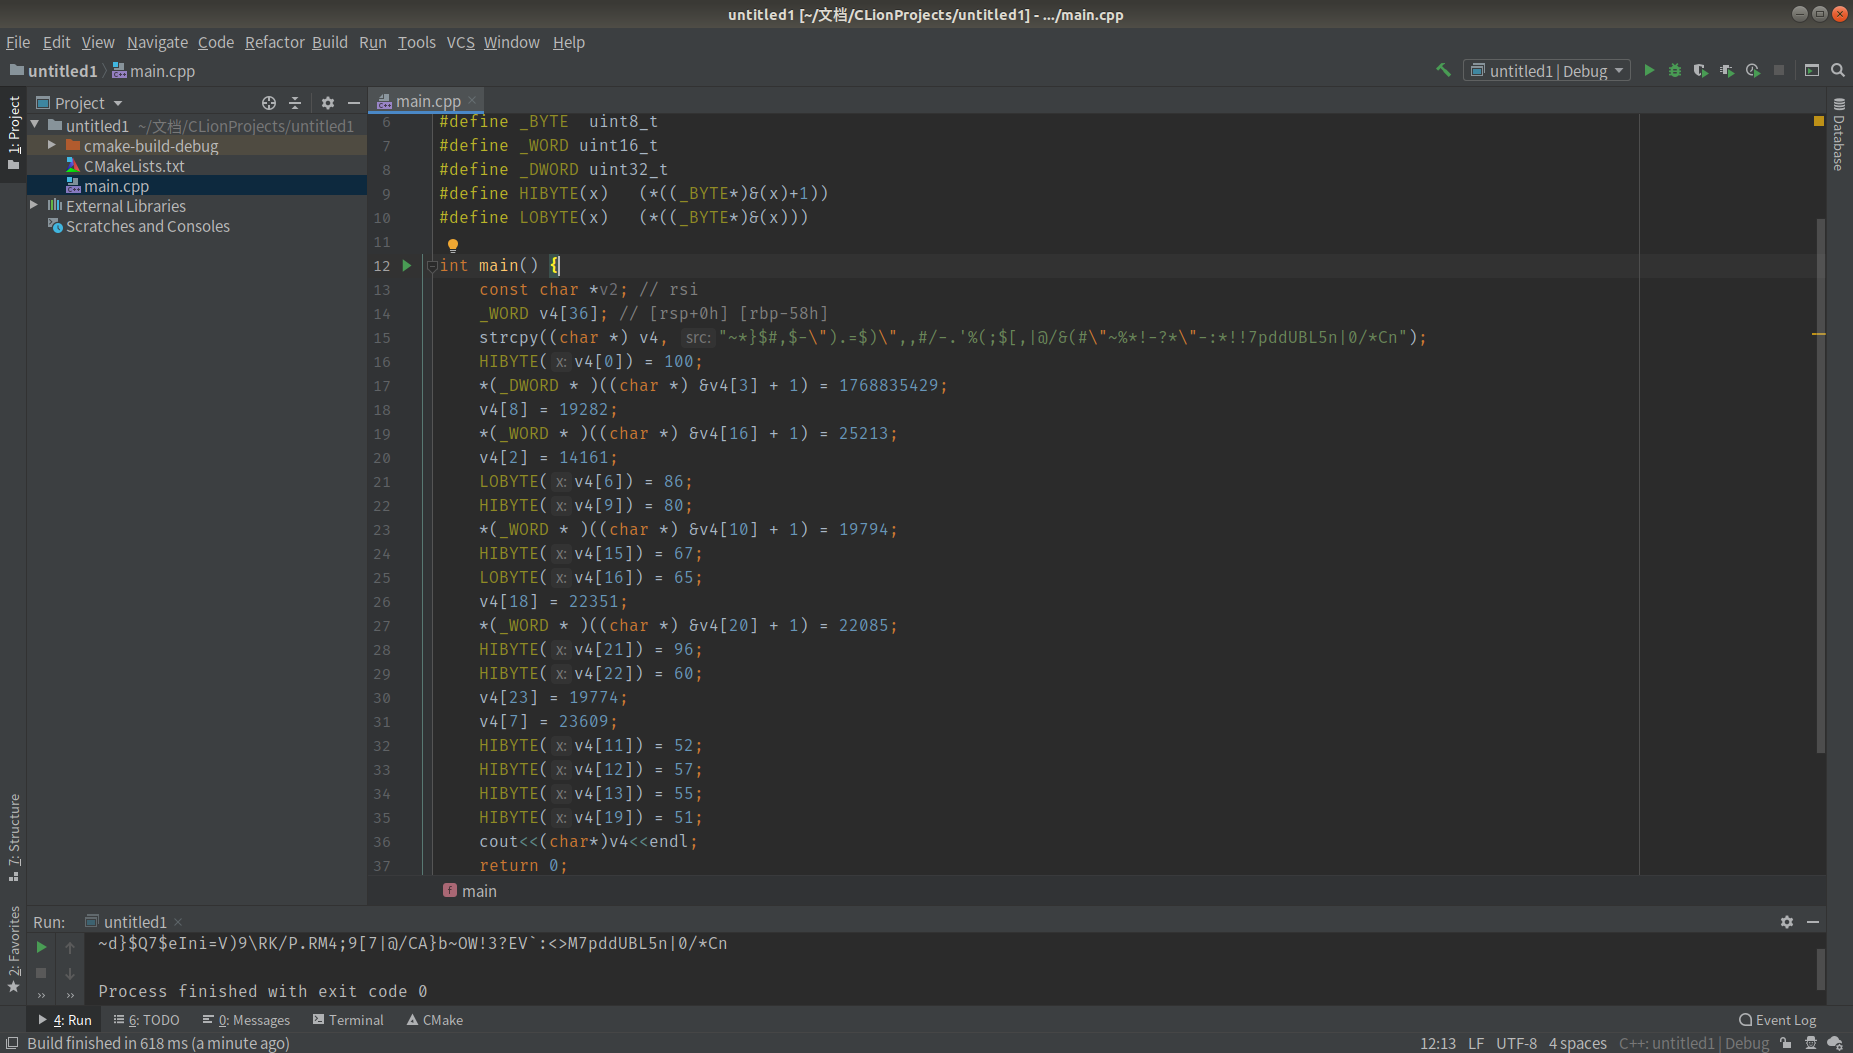 untitled1 [~/文档/CLionProjects/untitled1] - .../main.cpp
File Edit View Navigate Code Refactor Build Run Tools VCS Window Help
untitled1 main.cpp untitled1 | Debug
1: Project
Project
untitled1 ~/文档/CLionProjects/untitled1
cmake-build-debug
CMakeLists.txt
main.cpp
External Libraries
Scratches and Consoles
main.cpp
6 #define _BYTE  uint8_t
7 #define _WORD uint16_t
8 #define _DWORD uint32_t
9 #define HIBYTE(x)   (*((_BYTE*)&(x)+1))
10 #define LOBYTE(x)   (*((_BYTE*)&(x)))
11
12 int main() {
13     const char *v2; // rsi
14     _WORD v4[36]; // [rsp+0h] [rbp-58h]
15     strcpy((char *) v4, src: "~*}$#,$-\").=$)\",,#/-.'%(;$[,|@/&(#\"~%*!-?*\"-:*!!7pddUBL5n|0/*Cn");
16     HIBYTE(x: v4[0]) = 100;
17     *(_DWORD * )((char *) &v4[3] + 1) = 1768835429;
18     v4[8] = 19282;
19     *(_WORD * )((char *) &v4[16] + 1) = 25213;
20     v4[2] = 14161;
21     LOBYTE(x: v4[6]) = 86;
22     HIBYTE(x: v4[9]) = 80;
23     *(_WORD * )((char *) &v4[10] + 1) = 19794;
24     HIBYTE(x: v4[15]) = 67;
25     LOBYTE(x: v4[16]) = 65;
26     v4[18] = 22351;
27     *(_WORD * )((char *) &v4[20] + 1) = 22085;
28     HIBYTE(x: v4[21]) = 96;
29     HIBYTE(x: v4[22]) = 60;
30     v4[23] = 19774;
31     v4[7] = 23609;
32     HIBYTE(x: v4[11]) = 52;
33     HIBYTE(x: v4[12]) = 57;
34     HIBYTE(x: v4[13]) = 55;
35     HIBYTE(x: v4[19]) = 51;
36     cout<<(char*)v4<<endl;
37     return 0;
main
Database
7: Structure
2: Favorites
Run: untitled1
~d}$Q7$eIni=V)9\RK/P.RM4;9[7|@/CA}b~OW!3?EV`:<>M7pddUBL5n|0/*Cn
Process finished with exit code 0
4: Run 6: TODO 0: Messages Terminal CMake Event Log
Build finished in 618 ms (a minute ago) 12:13 LF UTF-8 4 spaces C++: untitled1 | Debug